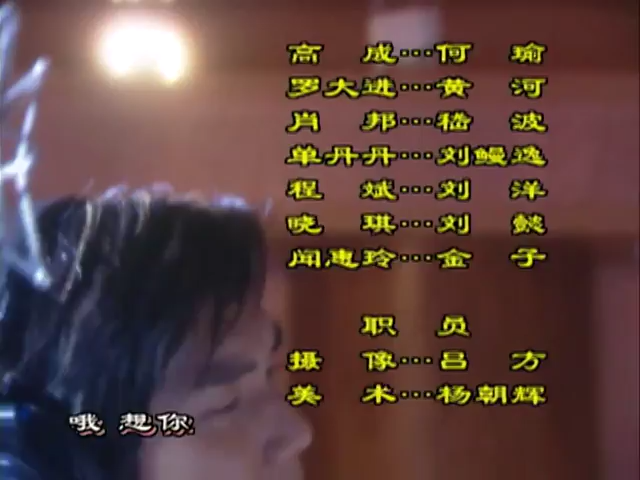 高 成…何 瑜
罗大进…黄 河
肖 邦…嵇 波
单丹丹…刘鳗逸
程 斌…刘 洋
晓 琪…刘 懿
闻惠玲…金 子
职 员
摄 像…吕 方
美 术…杨朝辉
哦 想你